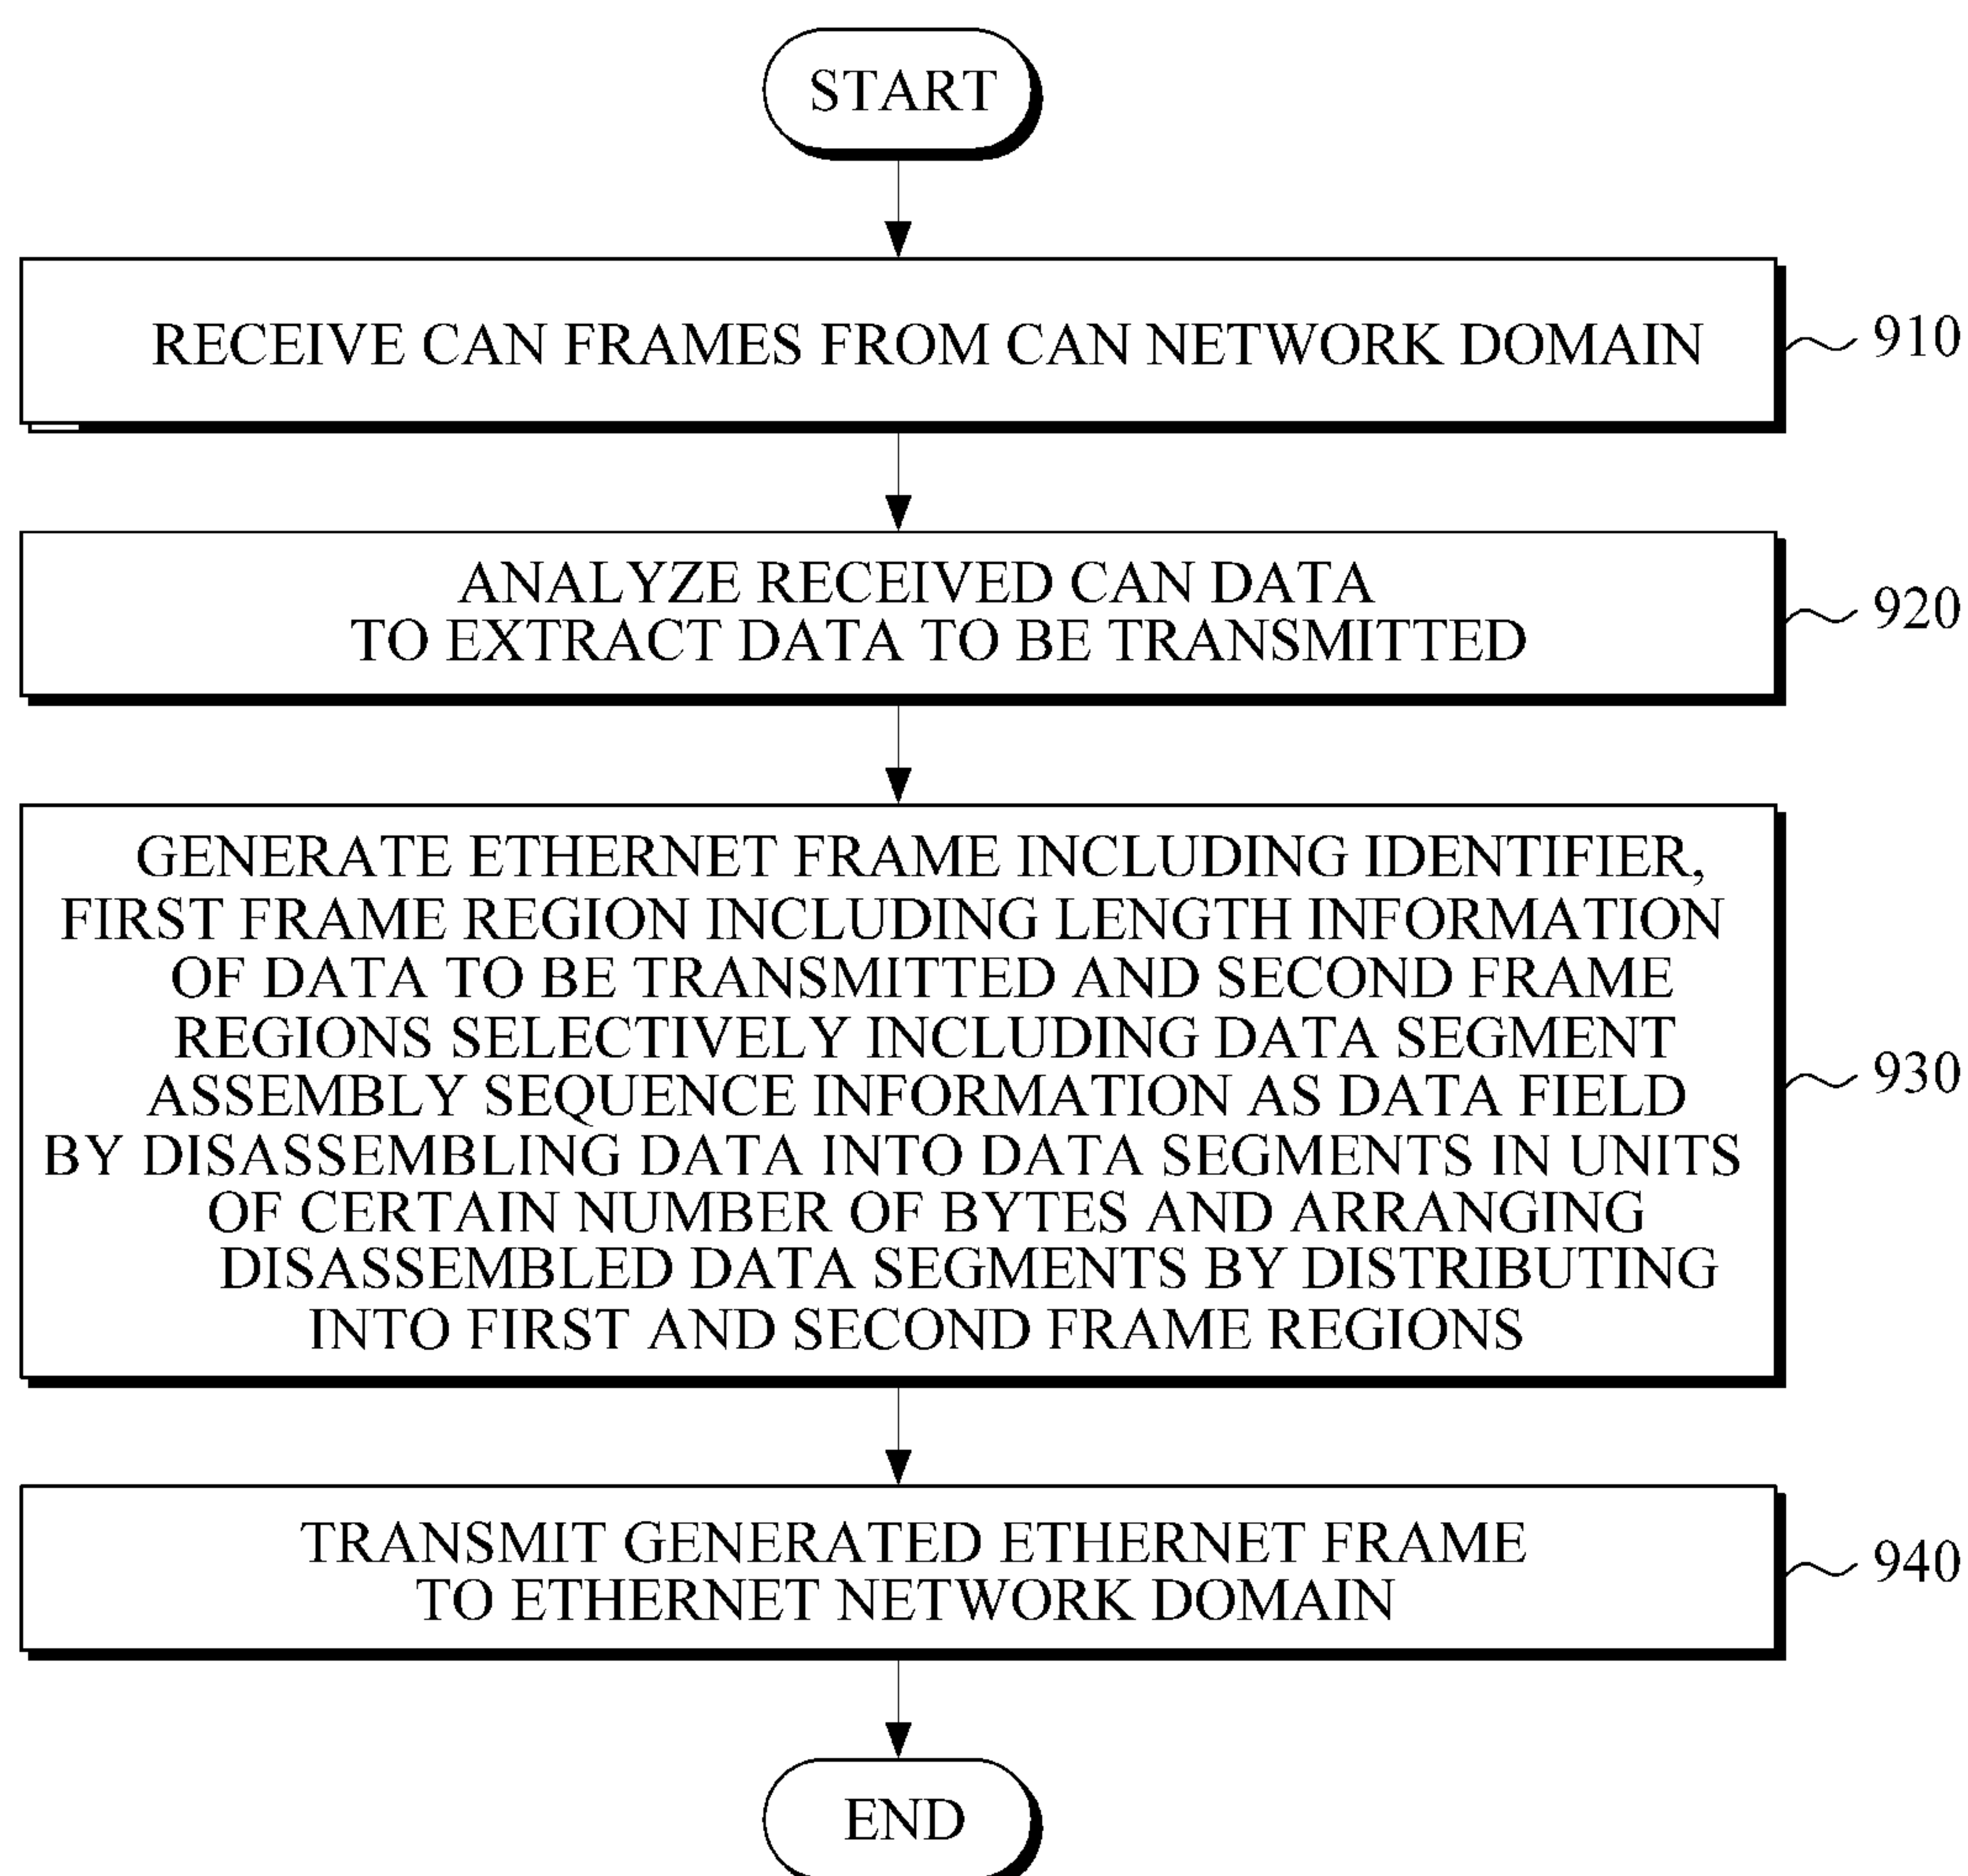 START
RECEIVE CAN FRAMES FROM CAN NETWORK DOMAIN
910
ANALYZE RECEIVED CAN DATA
TO EXTRACT DATA TO BE TRANSMITTED
920
GENERATE ETHERNET FRAME INCLUDING IDENTIFIER,
FIRST FRAME REGION INCLUDING LENGTH INFORMATION
OF DATA TO BE TRANSMITTED AND SECOND FRAME
REGIONS SELECTIVELY INCLUDING DATA SEGMENT
ASSEMBLY SEQUENCE INFORMATION AS DATA FIELD
BY DISASSEMBLING DATA INTO DATA SEGMENTS IN UNITS
OF CERTAIN NUMBER OF BYTES AND ARRANGING
DISASSEMBLED DATA SEGMENTS BY DISTRIBUTING
INTO FIRST AND SECOND FRAME REGIONS
930
TRANSMIT GENERATED ETHERNET FRAME
TO ETHERNET NETWORK DOMAIN
940
END